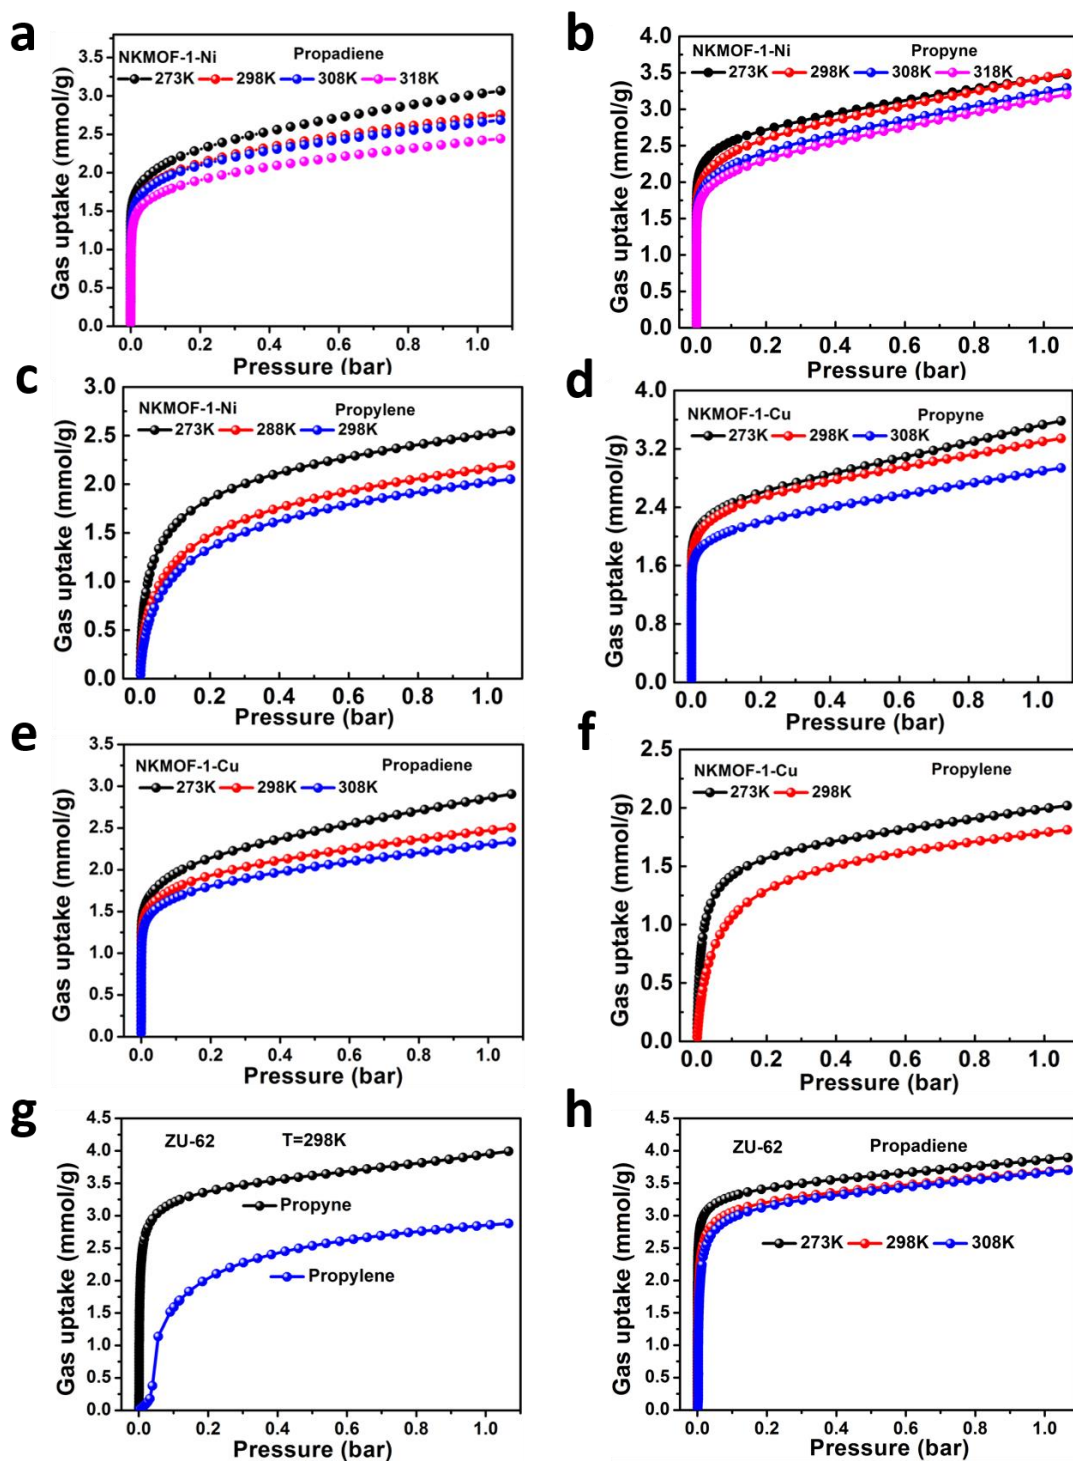 a
NKMOF-1-Ni Propadiene
273K 298K 308K 318K
3.5
3.0
2.5
2.0
1.5
1.0
0.5
0.0
Gas uptake (mmol/g)
0.0 0.2 0.4 0.6 0.8 1.0
Pressure (bar)
b
NKMOF-1-Ni Propyne
273K 298K 308K 318K
4.0
3.5
3.0
2.5
2.0
1.5
1.0
0.5
0.0
Gas uptake (mmol/g)
0.0 0.2 0.4 0.6 0.8 1.0
Pressure (bar)
c
NKMOF-1-Ni Propylene
273K 288K 298K
3.0
2.5
2.0
1.5
1.0
0.5
0.0
Gas uptake (mmol/g)
0.0 0.2 0.4 0.6 0.8 1.0
Pressure (bar)
d
NKMOF-1-Cu Propyne
273K 298K 308K
4.0
3.2
2.4
1.6
0.8
0.0
Gas uptake (mmol/g)
0.0 0.2 0.4 0.6 0.8 1.0
Pressure (bar)
e
NKMOF-1-Cu Propadiene
273K 298K 308K
3.5
3.0
2.5
2.0
1.5
1.0
0.5
0.0
Gas uptake (mmol/g)
0.0 0.2 0.4 0.6 0.8 1.0
Pressure (bar)
f
NKMOF-1-Cu Propylene
273K 298K
2.5
2.0
1.5
1.0
0.5
0.0
Gas uptake (mmol/g)
0.0 0.2 0.4 0.6 0.8 1.0
Pressure (bar)
g
ZU-62 T=298K
Propyne
Propylene
4.5
4.0
3.5
3.0
2.5
2.0
1.5
1.0
0.5
0.0
Gas uptake (mmol/g)
0.0 0.2 0.4 0.6 0.8 1.0
Pressure (bar)
h
ZU-62 Propadiene
273K 298K 308K
4.5
4.0
3.5
3.0
2.5
2.0
1.5
1.0
0.5
0.0
Gas uptake (mmol/g)
0.0 0.2 0.4 0.6 0.8 1.0
Pressure (bar)